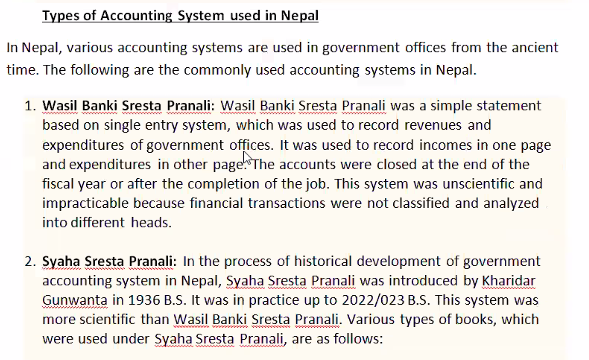 Types of Accounting System used in Nepal
In Nepal, various accounting systems are used in government offices from the ancient
time. The following are the commonly used accounting systems in Nepal.
1. Wasil Banki Sresta Pranali: Wasil Banki Sresta Pranali was a simple statement
based on single entry system, which was used to record revenues and
expenditures of government offices. It was used to record incomes in one page
and expenditures in other page. The accounts were closed at the end of the
fiscal year or after the completion of the job. This system was unscientific and
impracticable because financial transactions were not classified and analyzed
into different heads.
2. Syaha Sresta Pranali: In the process of historical development of government
accounting system in Nepal, Syaha Sresta Pranali was introduced by Kharidar
Gunwanta in 1936 B.S. It was in practice up to 2022/023 B.S. This system was
more scientific than Wasil Banki Sresta Pranali. Various types of books, which
were used under Syaha Sresta Pranali, are as follows: